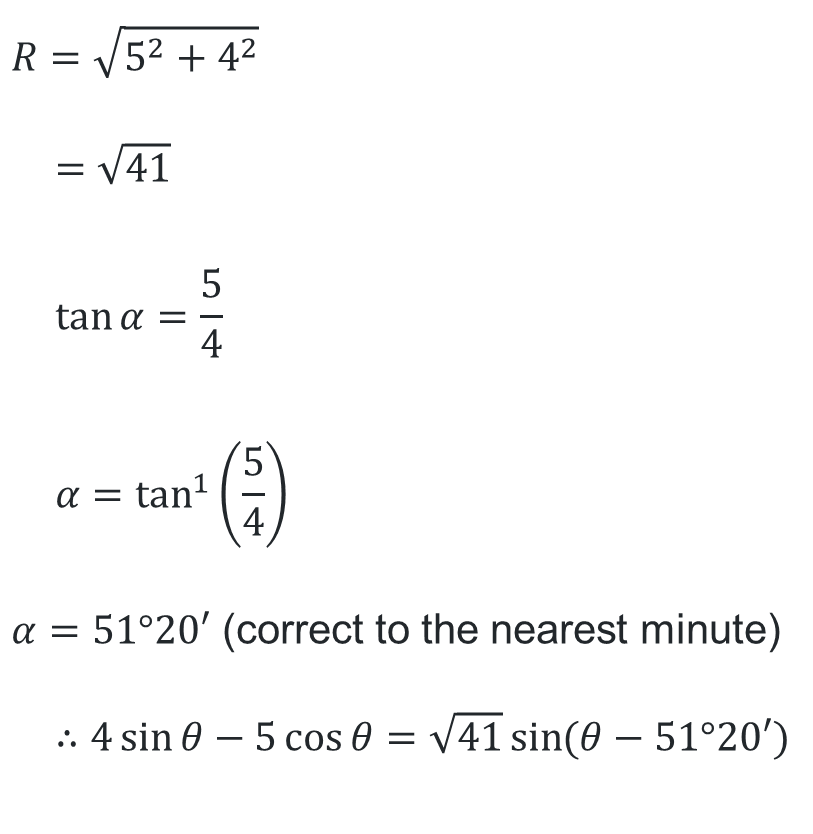 R = √(5² + 4²)
= √41
tan α = 5/4
α = tan¹ (5/4)
α = 51°20′ (correct to the nearest minute)
∴ 4 sin θ − 5 cos θ = √41 sin(θ − 51°20′)